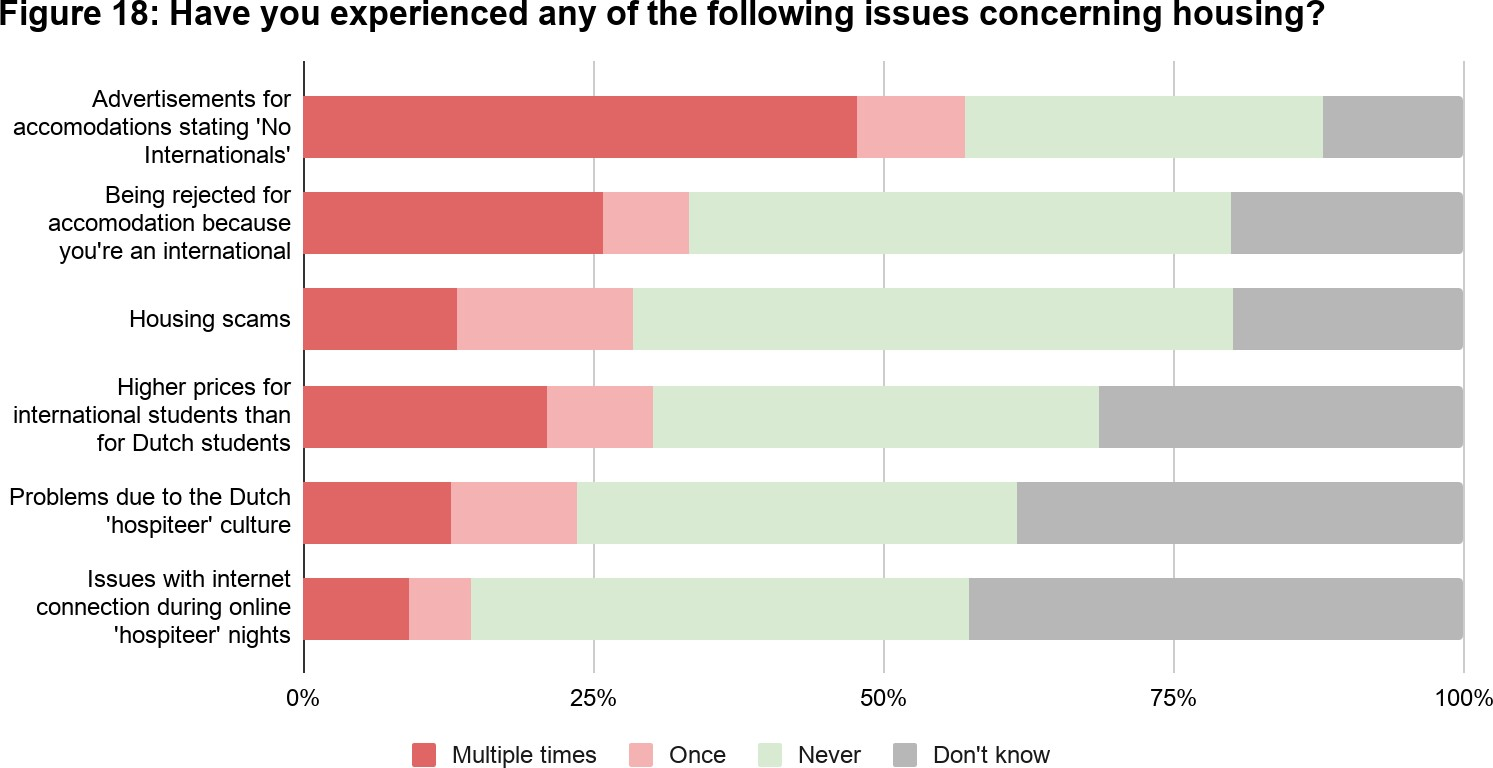 Figure 18: Have you experienced any of the following issues concerning housing?
Advertisements for
accomodations stating 'No
Internationals'
Being rejected for
accomodation because
you're an international
Housing scams
Higher prices for
international students than
for Dutch students
Problems due to the Dutch
'hospiteer' culture
Issues with internet
connection during online
'hospiteer' nights
0%
25%
50%
75%
100%
Multiple times
Once
Never
Don't know